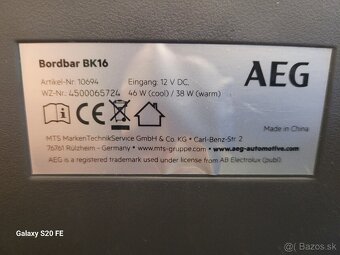 Bordbar BK16
Artikel-Nr: 10694
Eingang: 12 V DC,
WZ-Nr.: 4500065724
46 W (cool) / 38 W (warm)
AEG
CE
MTS MarkenTechnikService GmbH & Co. KG • Carl-Benz-Str. 2
76761 Rülzheim - Germany • www.mts-gruppe.com • www.aeg-automotive.com
AEG is a registered trademark used under license from AB Electrolux (publ).
Made in China
Galaxy S20 FE
bazos.sk